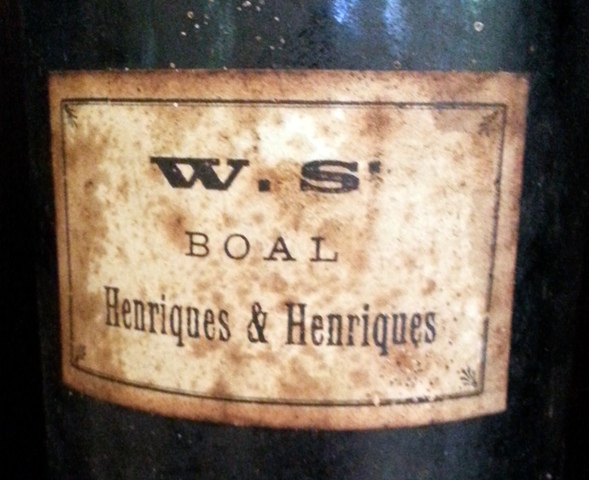 W. S'
BOAL
Henriques & Henriques